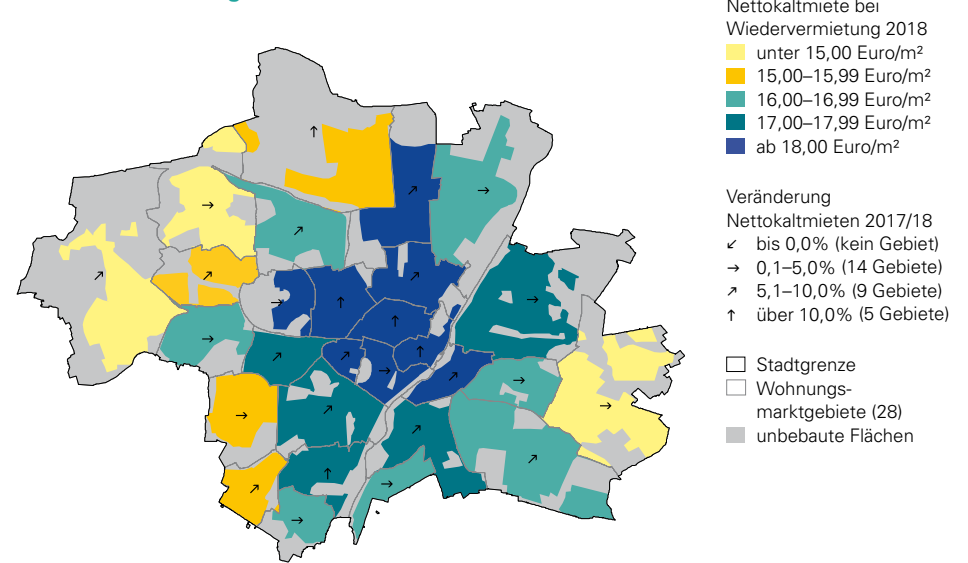 Nettokaltmiete bei
Wiedervermietung 2018
unter 15,00 Euro/m²
15,00–15,99 Euro/m²
16,00–16,99 Euro/m²
17,00–17,99 Euro/m²
ab 18,00 Euro/m²
Veränderung
Nettokaltmieten 2017/18
↙ bis 0,0% (kein Gebiet)
→ 0,1–5,0% (14 Gebiete)
↗ 5,1–10,0% (9 Gebiete)
↑ über 10,0% (5 Gebiete)
Stadtgrenze
Wohnungs-
marktgebiete (28)
unbebaute Flächen